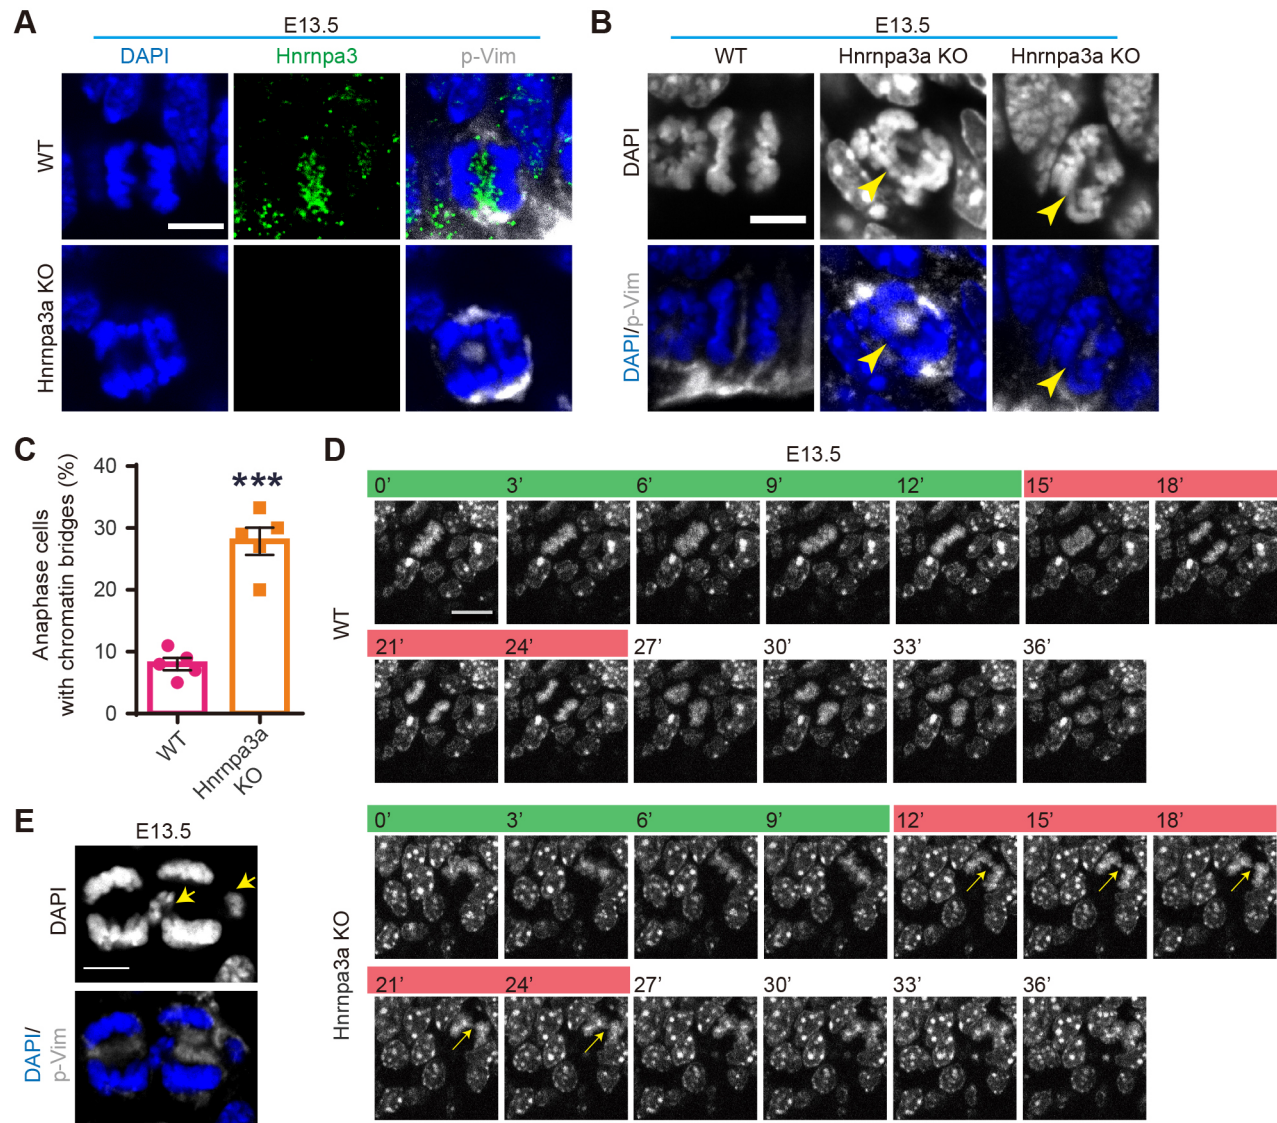 A
E13.5
DAPI
Hnrnpa3
p-Vim
WT
Hnrnpa3a KO
B
E13.5
WT
Hnrnpa3a KO
Hnrnpa3a KO
DAPI
DAPI/p-Vim
C
Anaphase cells
with chromatin bridges (%)
40
30
20
10
0
***
WT
Hnrnpa3a
KO
D
E13.5
WT
0’ 3’ 6’ 9’ 12’ 15’ 18’
21’ 24’ 27’ 30’ 33’ 36’
Hnrnpa3a KO
0’ 3’ 6’ 9’ 12’ 15’ 18’
21’ 24’ 27’ 30’ 33’ 36’
E
E13.5
DAPI
DAPI/
p-Vim